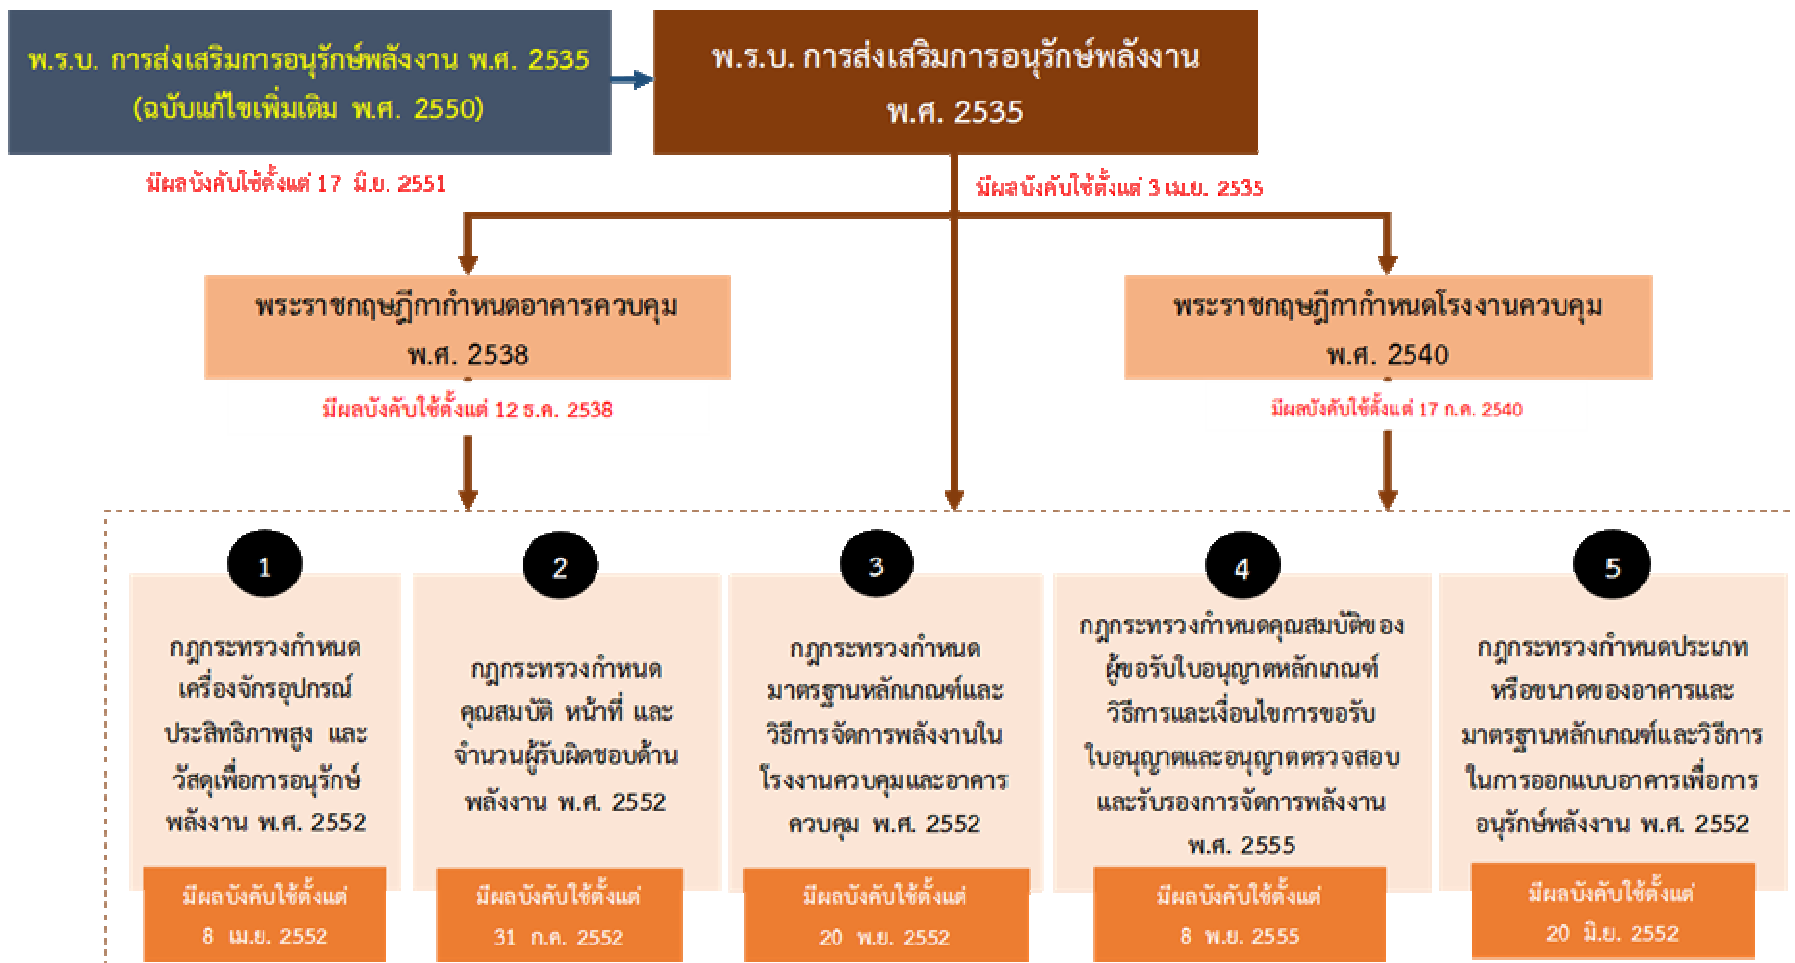 พ.ร.บ. การส่งเสริมการอนุรักษ์พลังงาน พ.ศ. 2535
(ฉบับแก้ไขเพิ่มเติม พ.ศ. 2550)
มีผลบังคับใช้ตั้งแต่ 17 มิ.ย. 2551
พ.ร.บ. การส่งเสริมการอนุรักษ์พลังงาน
พ.ศ. 2535
มีผลบังคับใช้ตั้งแต่ 3 เม.ย. 2535
พระราชกฤษฎีกากำหนดอาคารควบคุม
พ.ศ. 2538
มีผลบังคับใช้ตั้งแต่ 12 ธ.ค. 2538
พระราชกฤษฎีกากำหนดโรงงานควบคุม
พ.ศ. 2540
มีผลบังคับใช้ตั้งแต่ 17 ก.ค. 2540
1
กฎกระทรวงกำหนด
เครื่องจักรอุปกรณ์
ประสิทธิภาพสูง และ
วัสดุเพื่อการอนุรักษ์
พลังงาน พ.ศ. 2552
มีผลบังคับใช้ตั้งแต่
8 เม.ย. 2552
2
กฎกระทรวงกำหนด
คุณสมบัติ หน้าที่ และ
จำนวนผู้รับผิดชอบด้าน
พลังงาน พ.ศ. 2552
มีผลบังคับใช้ตั้งแต่
31 ก.ค. 2552
3
กฎกระทรวงกำหนด
มาตรฐานหลักเกณฑ์และ
วิธีการจัดการพลังงานใน
โรงงานควบคุมและอาคาร
ควบคุม พ.ศ. 2552
มีผลบังคับใช้ตั้งแต่
20 พ.ย. 2552
4
กฎกระทรวงกำหนดคุณสมบัติของ
ผู้ขอรับใบอนุญาตหลักเกณฑ์
วิธีการและเงื่อนไขการขอรับ
ใบอนุญาตและอนุญาตตรวจสอบ
และรับรองการจัดการพลังงาน
พ.ศ. 2555
มีผลบังคับใช้ตั้งแต่
8 พ.ย. 2555
5
กฎกระทรวงกำหนดประเภท
หรือขนาดของอาคารและ
มาตรฐานหลักเกณฑ์และวิธีการ
ในการออกแบบอาคารเพื่อการ
อนุรักษ์พลังงาน พ.ศ. 2552
มีผลบังคับใช้ตั้งแต่
20 มิ.ย. 2552